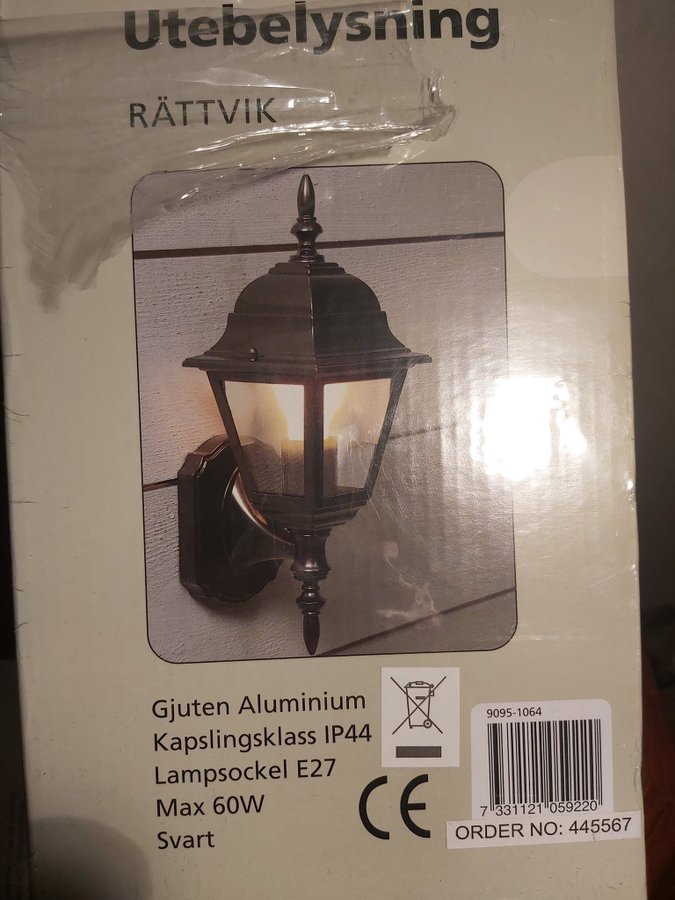 Utebelysning
RÄTTVIK
Gjuten Aluminium
Kapslingsklass IP44
Lampsockel E27
Max 60W
Svart
CE
9095-1064
7 331121 059220
ORDER NO: 445567